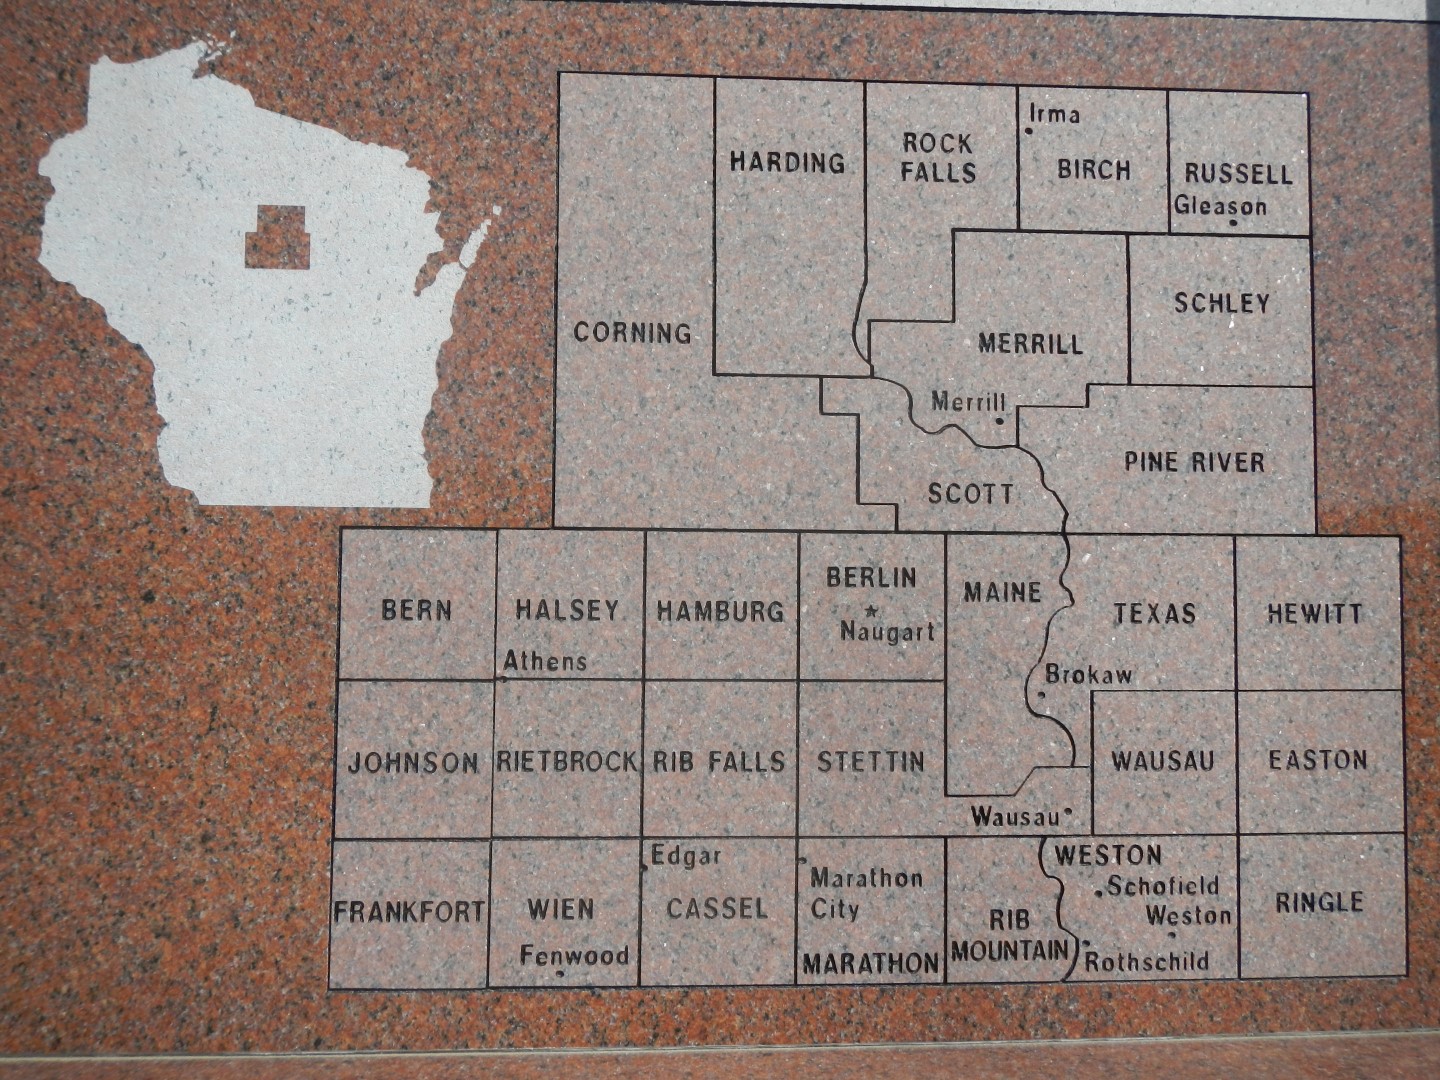 Irma
HARDING
ROCK
FALLS
BIRCH
RUSSELL
Gleason
CORNING
MERRILL
SCHLEY
Merrill
SCOTT
PINE RIVER
BERN
HALSEY
Athens
HAMBURG
BERLIN
Naugart
MAINE
TEXAS
HEWITT
Brokaw
JOHNSON
RIETBROCK
RIB FALLS
STETTIN
WAUSAU
EASTON
Wausau
FRANKFORT
WIEN
Fenwood
Edgar
CASSEL
Marathon
City
MARATHON
RIB
MOUNTAIN
WESTON
Schofield
Weston
Rothschild
RINGLE